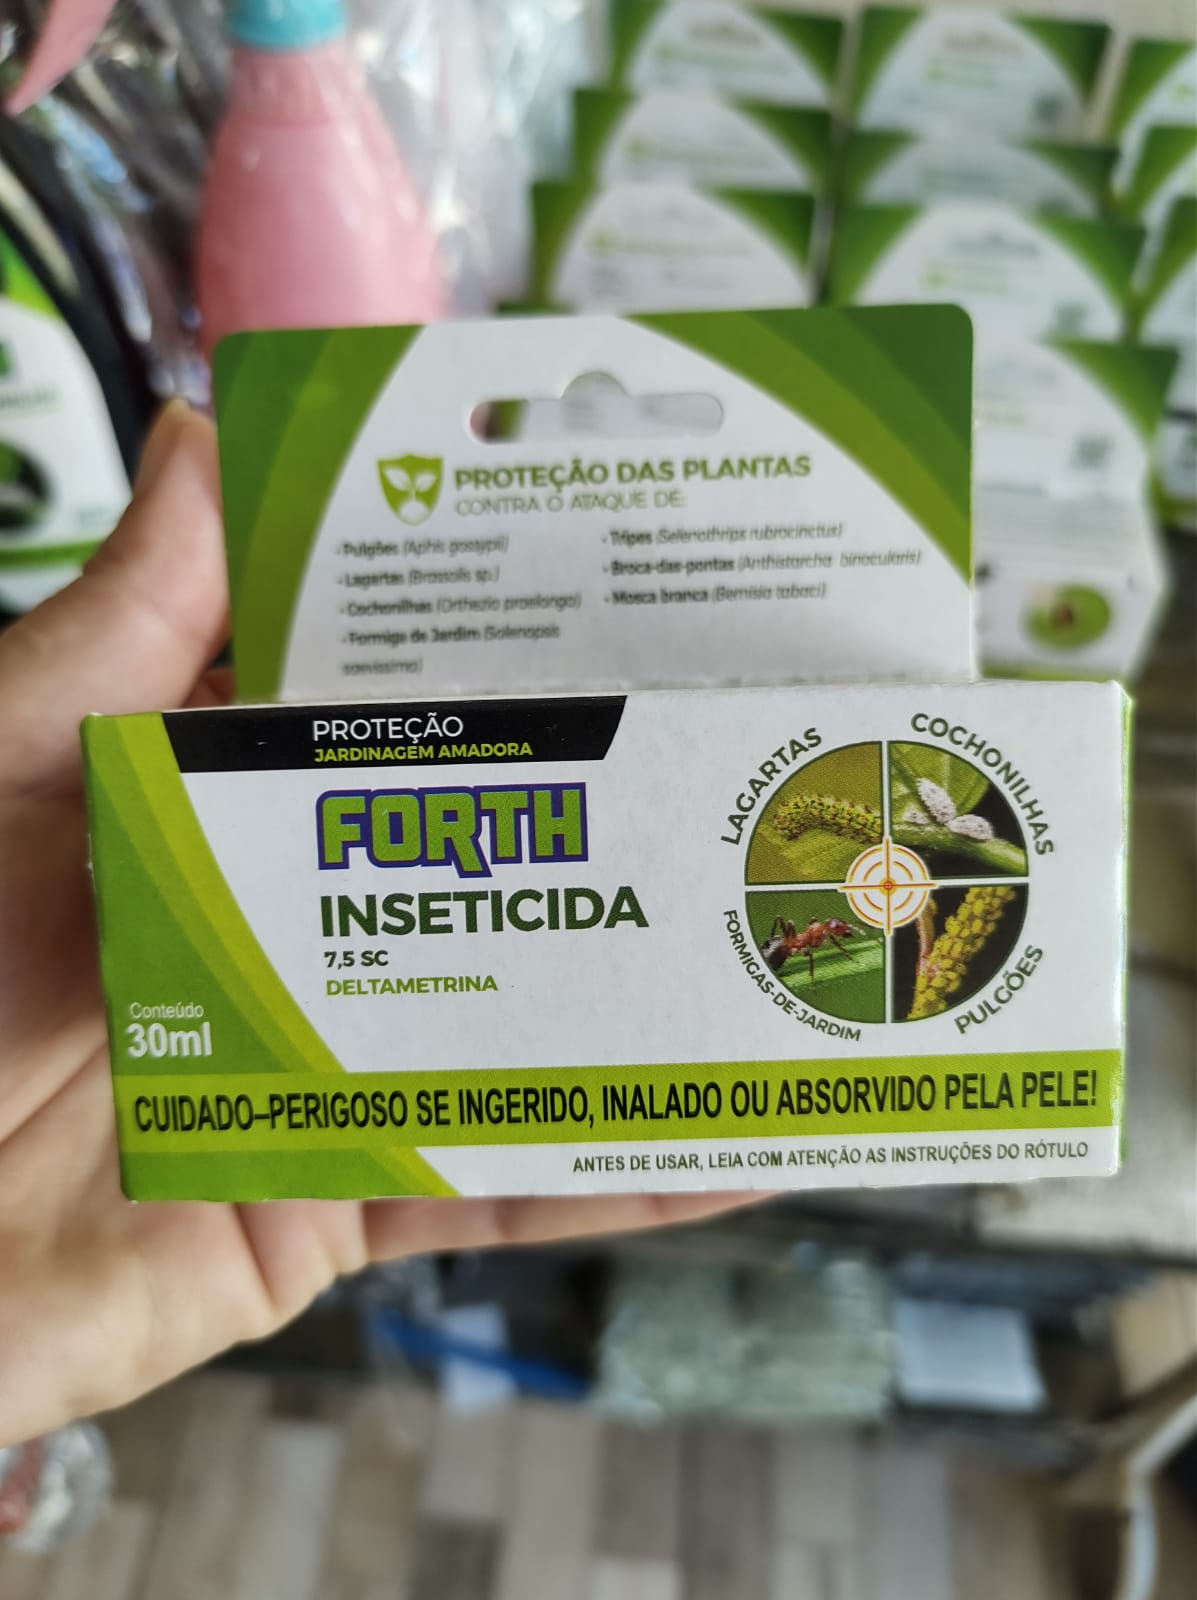 PROTEÇÃO DAS PLANTAS
CONTRA O ATAQUE DE:
- Pulgões (Aphis gossypii)
- Lagartas (Brassolis sp.)
- Cochonilhas (Orthezia praelonga)
- Formiga de Jardim (Solenopsis
saevissima)
- Tripes (Selenothrips rubrocinctus)
- Broca-das-pontas (Anthistarcha binocularis)
- Mosca branca (Bemisia tabaci)
PROTEÇÃO
JARDINAGEM AMADORA
FORTH
INSETICIDA
7,5 SC
DELTAMETRINA
LAGARTAS
COCHONILHAS
FORMIGAS-DE-JARDIM
PULGÕES
Conteúdo
30ml
CUIDADO–PERIGOSO SE INGERIDO, INALADO OU ABSORVIDO PELA PELE!
ANTES DE USAR, LEIA COM ATENÇÃO AS INSTRUÇÕES DO RÓTULO